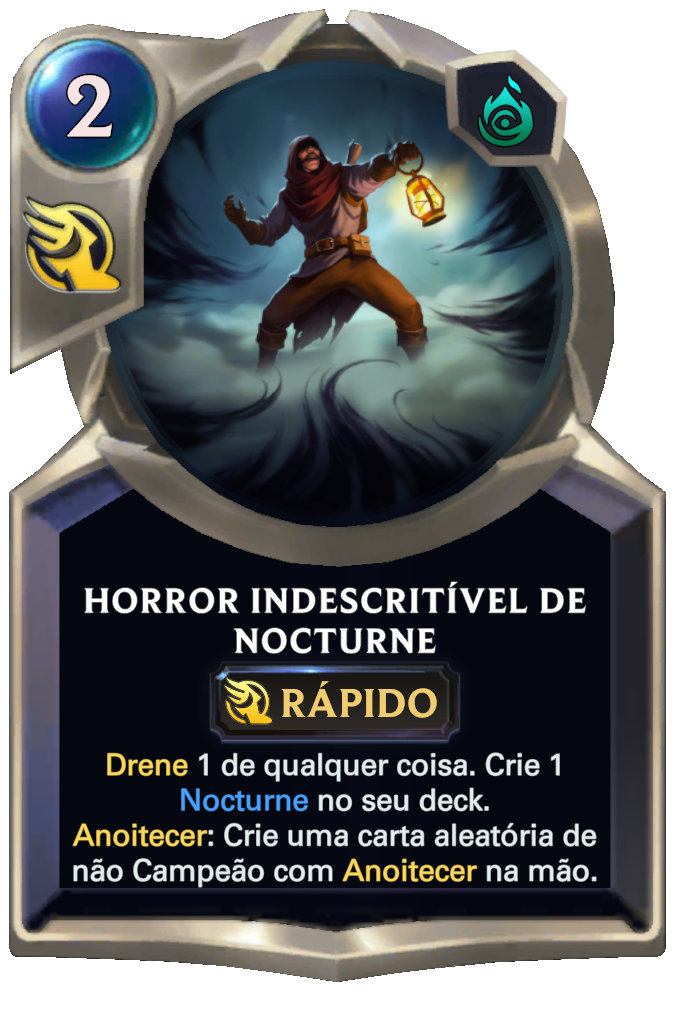 2
HORROR INDESCRITÍVEL DE
NOCTURNE
RÁPIDO
Drene 1 de qualquer coisa. Crie 1
Nocturne no seu deck.
Anoitecer: Crie uma carta aleatória de
não Campeão com Anoitecer na mão.